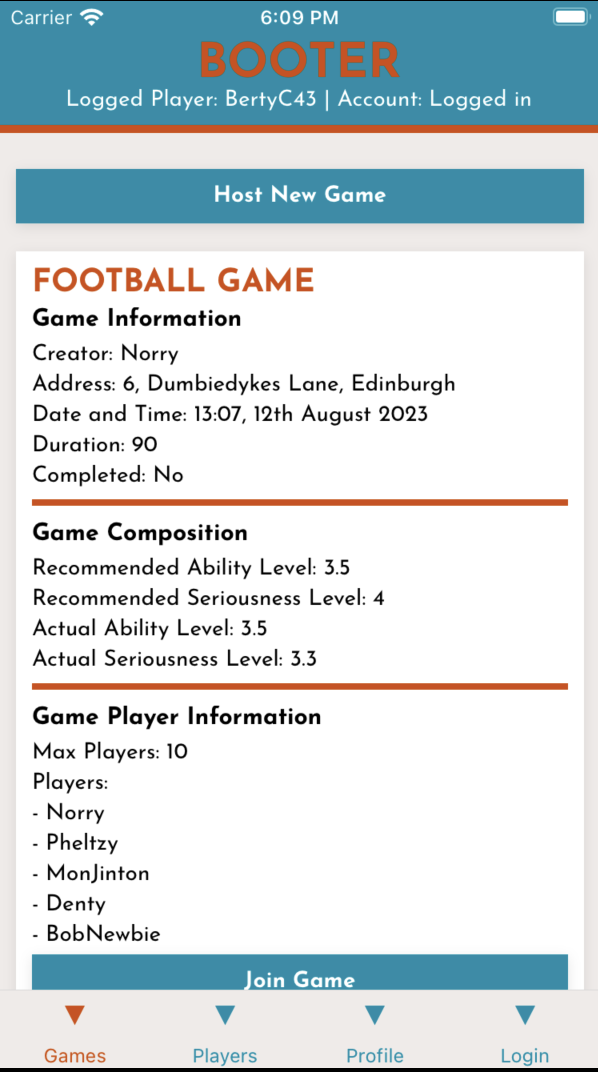 Carrier 6:09 PM
BOOTER
Logged Player: BertyC43 | Account: Logged in
Host New Game
FOOTBALL GAME
Game Information
Creator: Norry
Address: 6, Dumbiedykes Lane, Edinburgh
Date and Time: 13:07, 12th August 2023
Duration: 90
Completed: No
Game Composition
Recommended Ability Level: 3.5
Recommended Seriousness Level: 4
Actual Ability Level: 3.5
Actual Seriousness Level: 3.3
Game Player Information
Max Players: 10
Players:
- Norry
- Pheltzy
- MonJinton
- Denty
- BobNewbie
Join Game
Games Players Profile Login